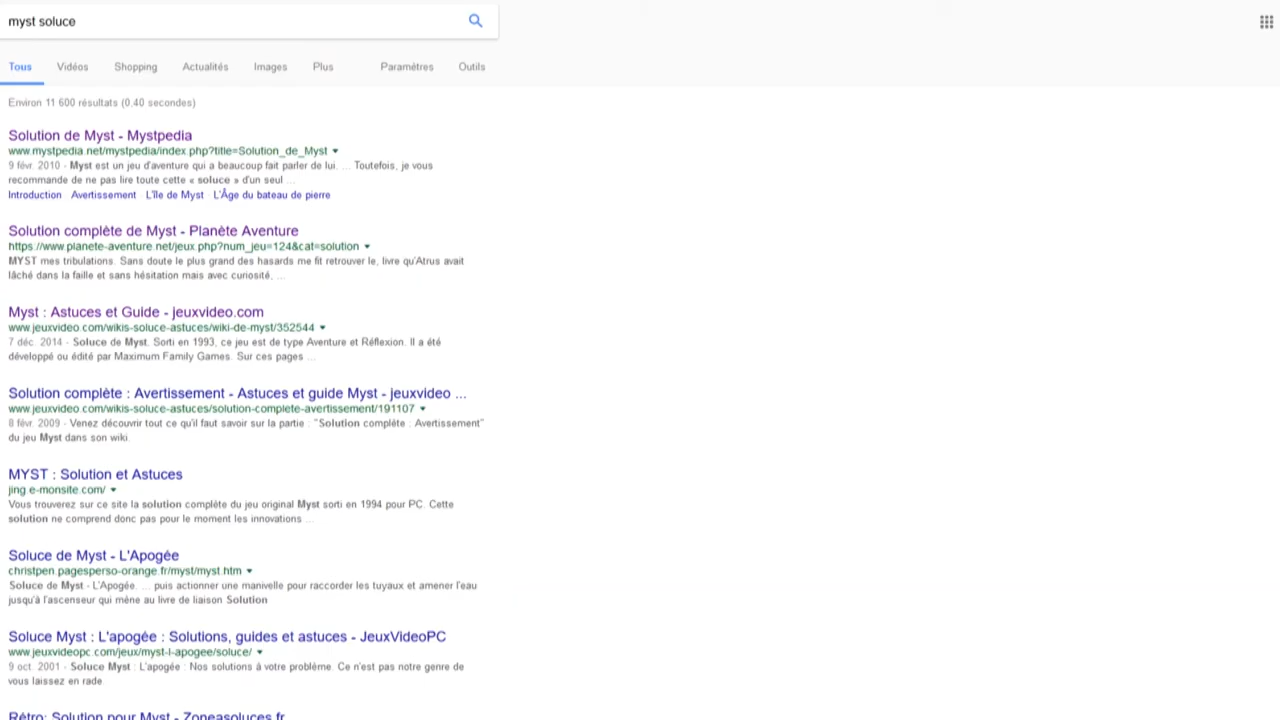 myst soluce
Tous Vidéos Shopping Actualités Images Plus Paramètres Outils
Environ 11 600 résultats (0,40 secondes)
Solution de Myst - Mystpedia
www.mystpedia.net/mystpedia/index.php?title=Solution_de_Myst
9 févr. 2010 - Myst est un jeu d'aventure qui a beaucoup fait parler de lui. ... Toutefois, je vous
recommande de ne pas lire toute cette « soluce » d'un seul ...
Introduction Avertissement L'île de Myst L'Âge du bateau de pierre
Solution complète de Myst - Planète Aventure
https://www.planete-aventure.net/jeux.php?num_jeu=124&cat=solution
MYST mes tribulations. Sans doute le plus grand des hasards me fit retrouver le, livre qu'Atrus avait
lâché dans la faille et sans hésitation mais avec curiosité, ...
Myst : Astuces et Guide - jeuxvideo.com
www.jeuxvideo.com/wikis-soluce-astuces/wiki-de-myst/352544
7 déc. 2014 - Soluce de Myst. Sorti en 1993, ce jeu est de type Aventure et Réflexion. Il a été
développé ou édité par Maximum Family Games. Sur ces pages ...
Solution complète : Avertissement - Astuces et guide Myst - jeuxvideo ...
www.jeuxvideo.com/wikis-soluce-astuces/solution-complete-avertissement/191107
8 févr. 2009 - Venez découvrir tout ce qu'il faut savoir sur la partie : "Solution complète : Avertissement"
du jeu Myst dans son wiki.
MYST : Solution et Astuces
jing.e-monsite.com/
Vous trouverez sur ce site la solution complète du jeu original Myst sorti en 1994 pour PC. Cette
solution ne comprend donc pas pour le moment les innovations ...
Soluce de Myst - L'Apogée
christpen.pagesperso-orange.fr/myst/myst.htm
Soluce de Myst - L'Apogée. ... puis actionner une manivelle pour raccorder les tuyaux et amener l'eau
jusqu'à l'ascenseur qui mène au livre de liaison Solution
Soluce Myst : L'apogée : Solutions, guides et astuces - JeuxVideoPC
www.jeuxvideopc.com/jeux/myst-l-apogee/soluce/
9 oct. 2001 - Soluce Myst : L'apogée : Nos solutions à votre problème. Ce n'est pas notre genre de
vous laissez en rade.
Rétro: Solution pour Myst - Zoneasoluces.fr